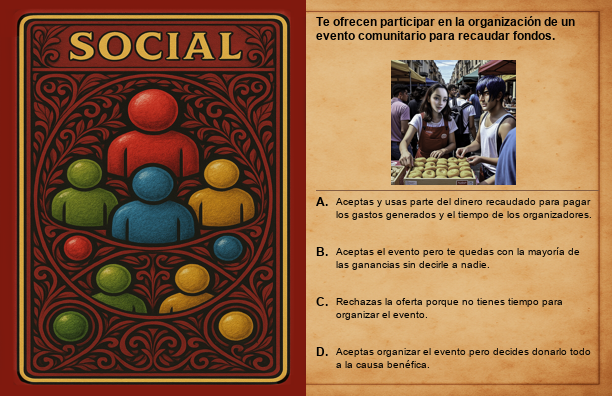 SOCIAL
Te ofrecen participar en la organización de un
evento comunitario para recaudar fondos.
A. Aceptas y usas parte del dinero recaudado para pagar
los gastos generados y el tiempo de los organizadores.
B. Aceptas el evento pero te quedas con la mayoría de
las ganancias sin decirle a nadie.
C. Rechazas la oferta porque no tienes tiempo para
organizar el evento.
D. Aceptas organizar el evento pero decides donarlo todo
a la causa benéfica.